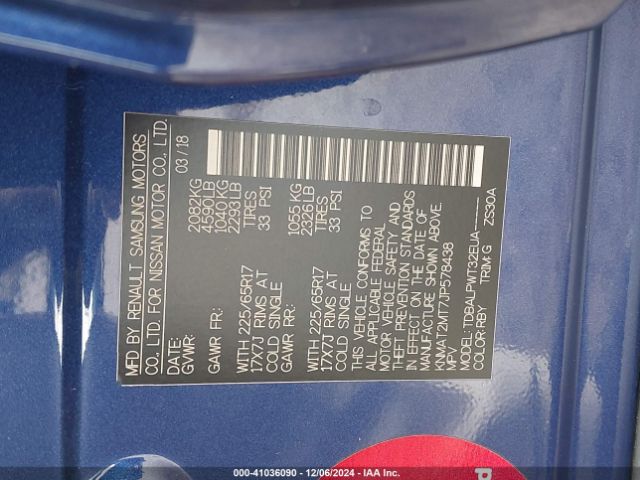 MFD BY RENAULT SAMSUNG MOTORS
CO. LTD. FOR NISSAN MOTOR CO. LTD.
DATE: 03/18
GVWR: 2082KG
4590LB
GAWR FR: 1040KG
2293LB
WITH 225/65R17 TIRES
17X7J RIMS AT 33 PSI
COLD SINGLE
GAWR RR: 1055KG
2326LB
WITH 225/65R17 TIRES
17X7J RIMS AT 33 PSI
COLD SINGLE
THIS VEHICLE CONFORMS TO
ALL APPLICABLE FEDERAL
MOTOR VEHICLE SAFETY AND
THEFT PREVENTION STANDARDS
IN EFFECT ON THE DATE OF
MANUFACTURE SHOWN ABOVE.
KNMAT2MT7JP578438
MPV
MODEL: TDBALPWT32EUA-----
COLOR: RBY TRIM: G ZS30A
P
000-41036090 - 12/06/2024 - IAA Inc.